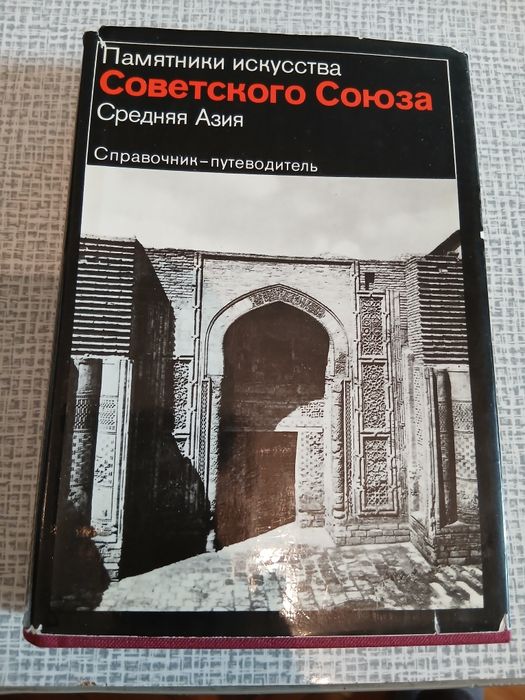 Памятники искусства
Советского Союза
Средняя Азия
Справочник–путеводитель